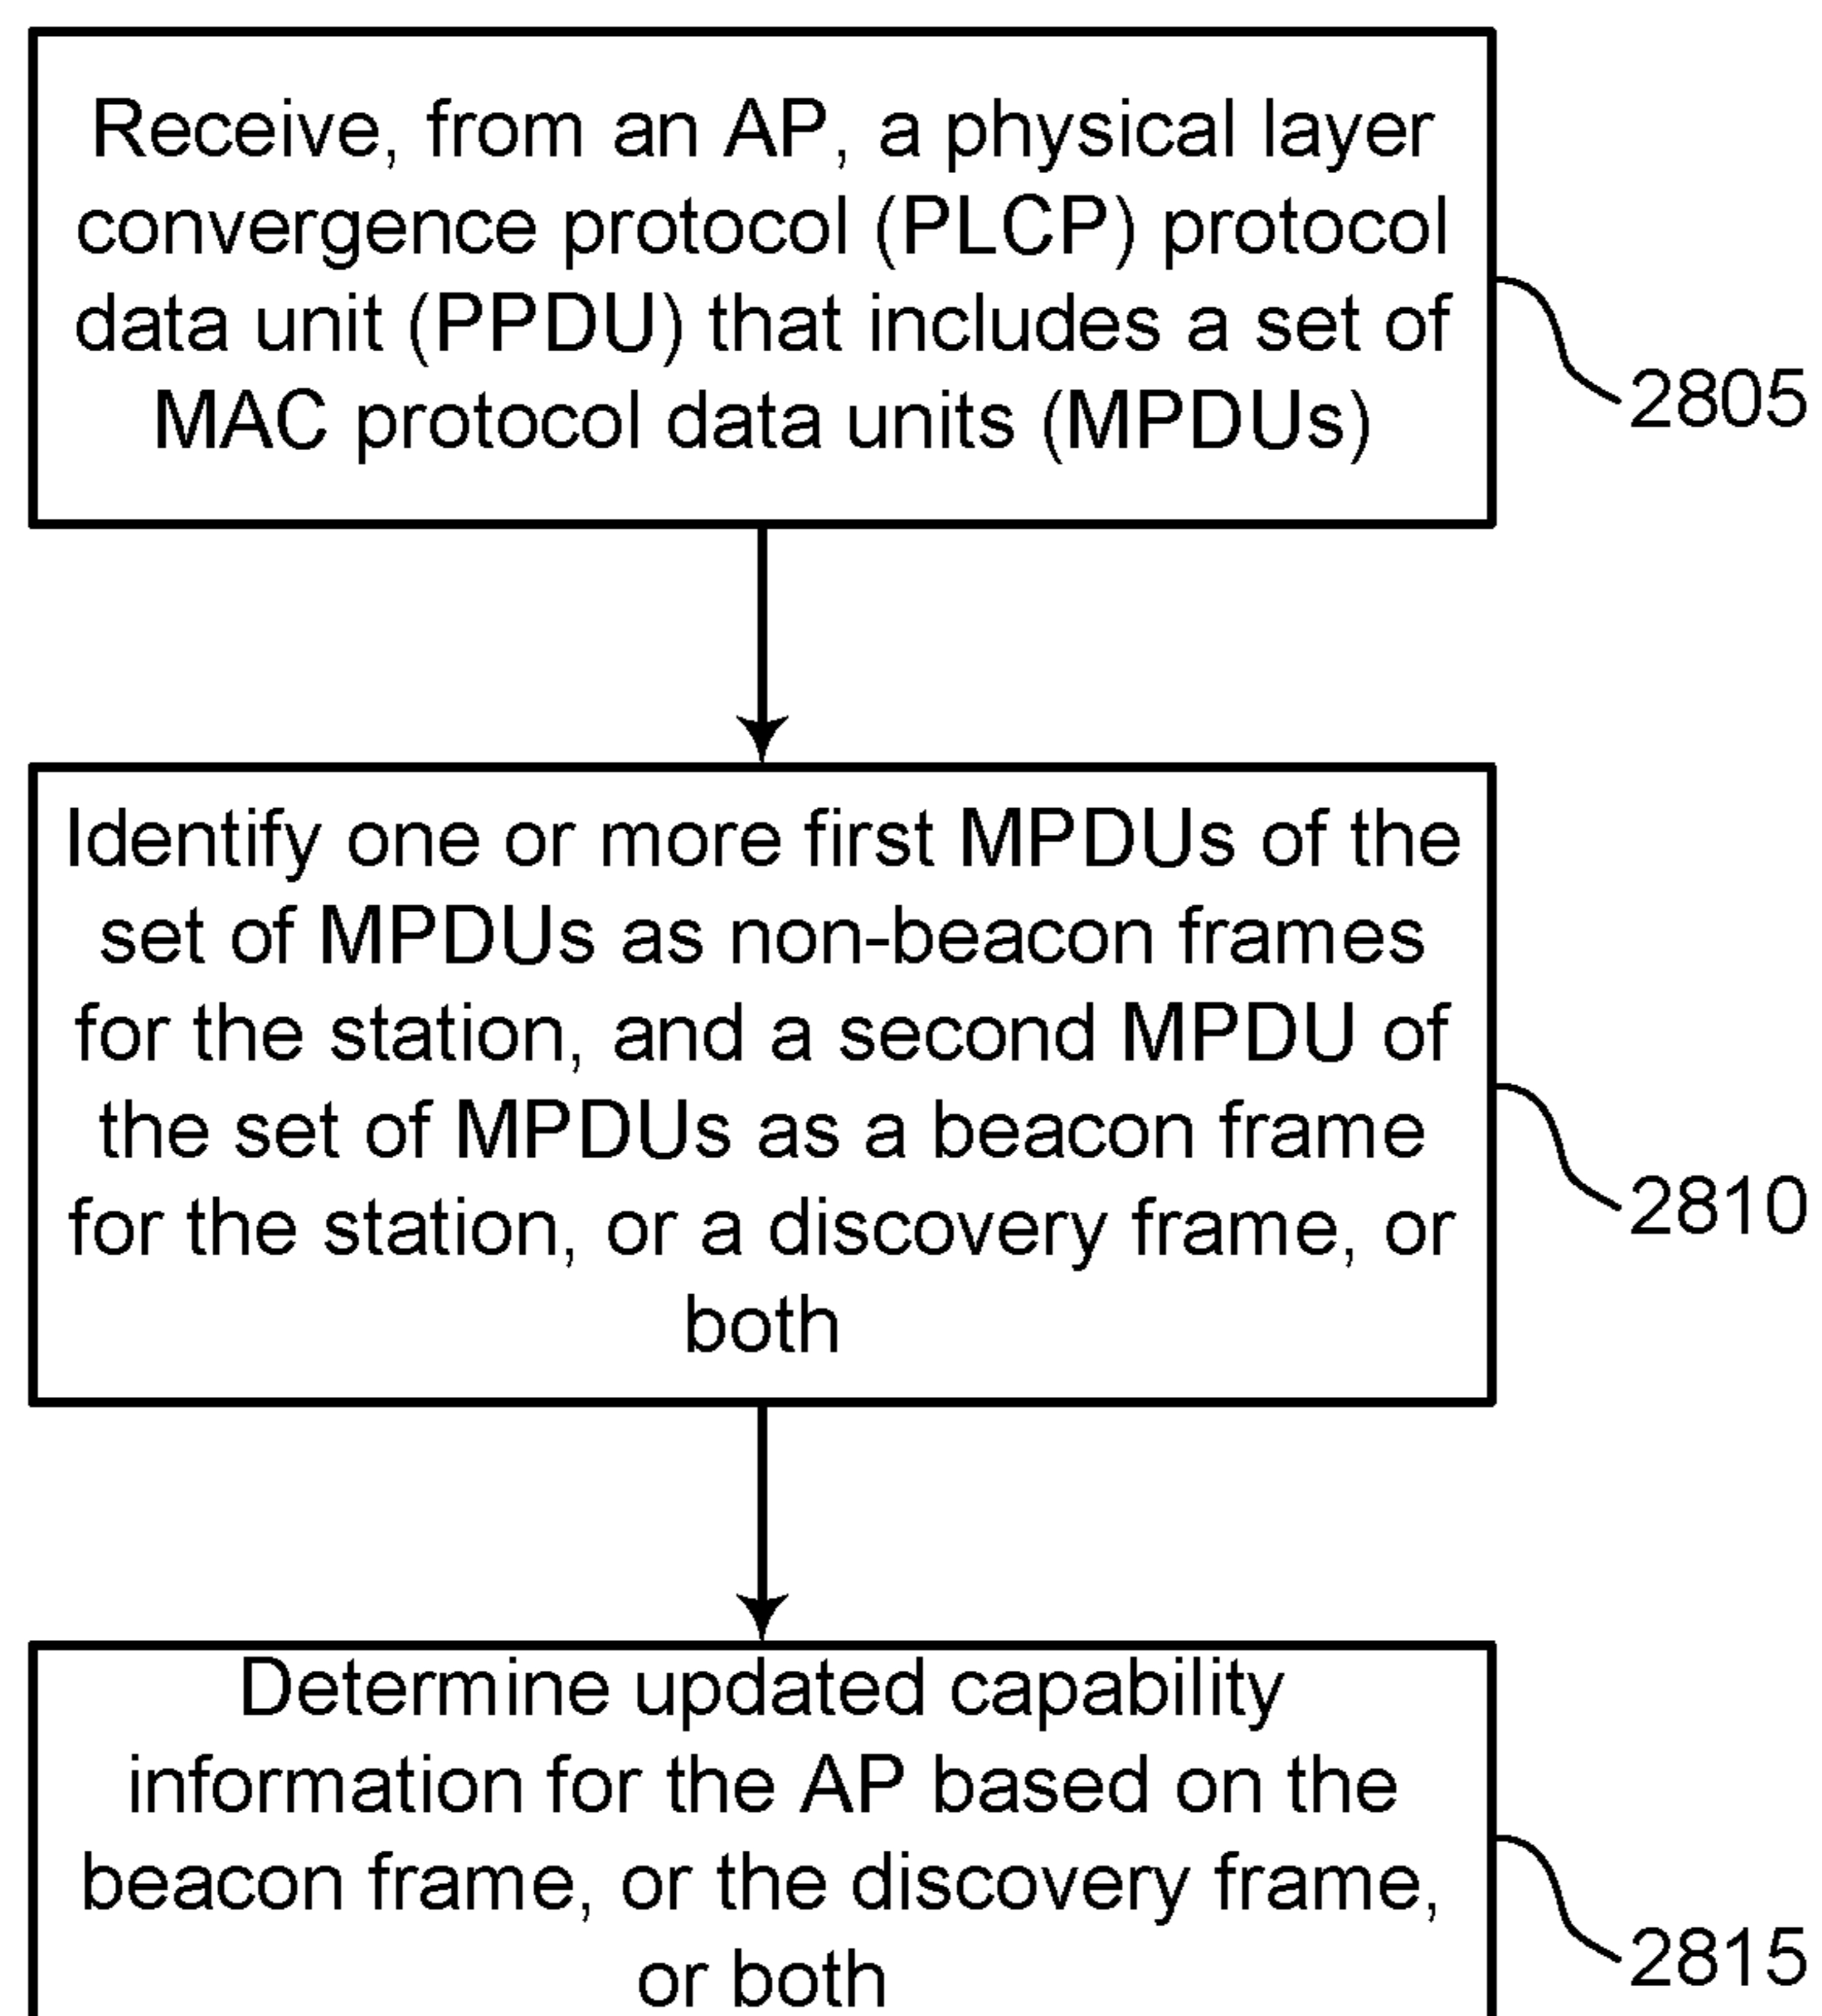 Receive, from an AP, a physical layer
convergence protocol (PLCP) protocol
data unit (PPDU) that includes a set of
MAC protocol data units (MPDUs)
2805
Identify one or more first MPDUs of the
set of MPDUs as non-beacon frames
for the station, and a second MPDU of
the set of MPDUs as a beacon frame
for the station, or a discovery frame, or
both
2810
Determine updated capability
information for the AP based on the
beacon frame, or the discovery frame,
or both
2815